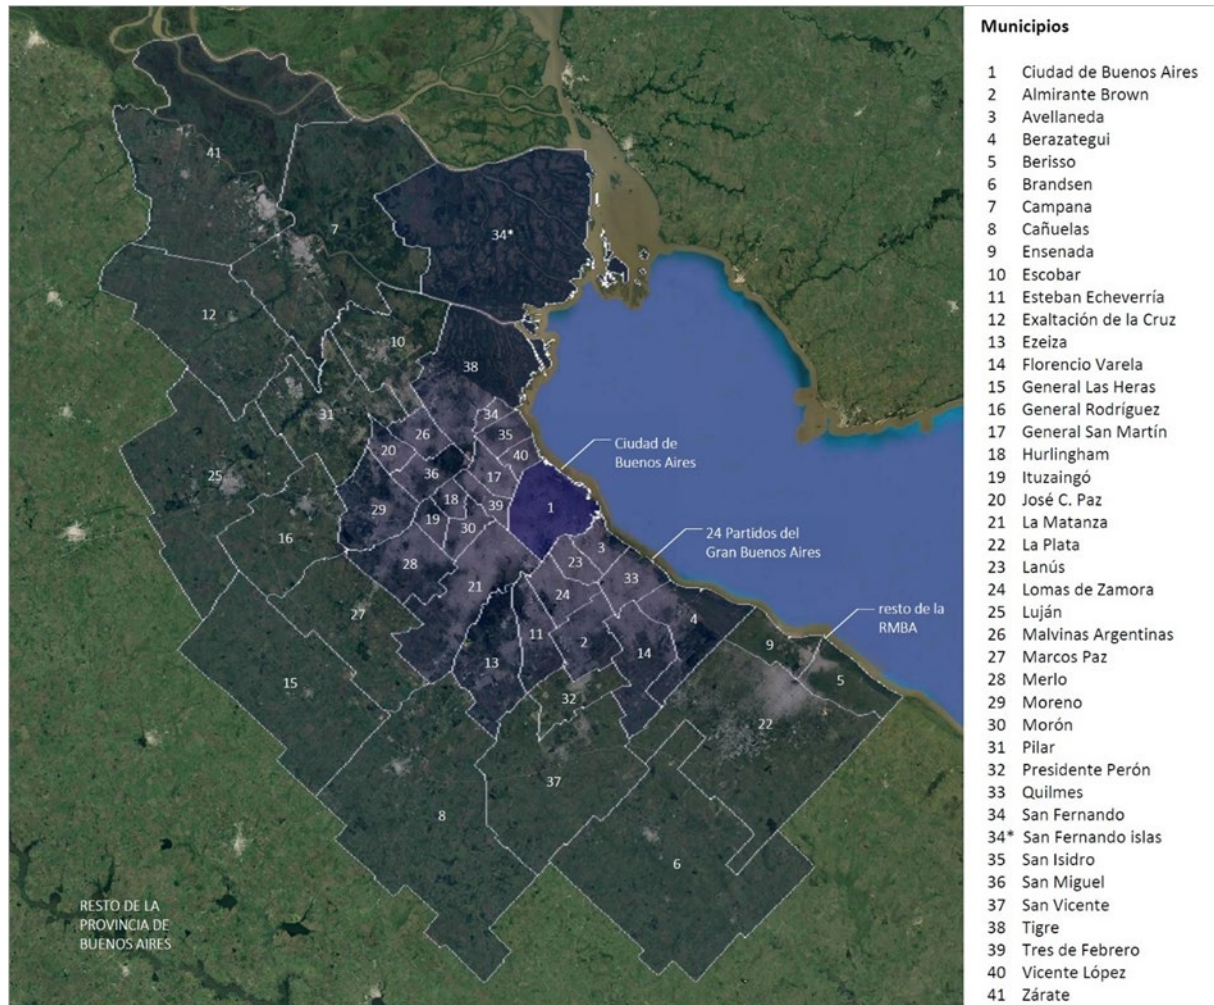 Municipios
1 Ciudad de Buenos Aires
2 Almirante Brown
3 Avellaneda
4 Berazategui
5 Berisso
6 Brandsen
7 Campana
8 Cañuelas
9 Ensenada
10 Escobar
11 Esteban Echeverría
12 Exaltación de la Cruz
13 Ezeiza
14 Florencio Varela
15 General Las Heras
16 General Rodríguez
17 General San Martín
18 Hurlingham
19 Ituzaingó
20 José C. Paz
21 La Matanza
22 La Plata
23 Lanús
24 Lomas de Zamora
25 Luján
26 Malvinas Argentinas
27 Marcos Paz
28 Merlo
29 Moreno
30 Morón
31 Pilar
32 Presidente Perón
33 Quilmes
34 San Fernando
34* San Fernando islas
35 San Isidro
36 San Miguel
37 San Vicente
38 Tigre
39 Tres de Febrero
40 Vicente López
41 Zárate
41
7
34*
12
10
38
31
34
26
35
20
40
36
17
25
18
39
29
19
30
1
16
28
21
23
3
33
24
27
11
2
4
13
14
9
5
15
32
22
37
8
6
Ciudad de
Buenos Aires
24 Partidos del
Gran Buenos Aires
resto de la
RMBA
RESTO DE LA
PROVINCIA DE
BUENOS AIRES